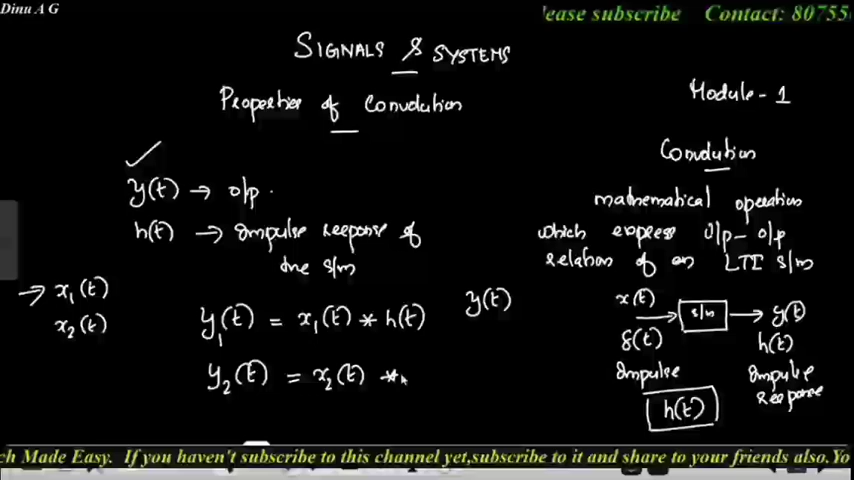 Dinu A G
lease subscribe Contact: 80755
SIGNALS & SYSTEMS
Properties of Convolution
Module - 1
y(t) → o/p.
h(t) → Impulse Response of
the s/m
→ x₁(t)
x₂(t)
y₁(t) = x₁(t) * h(t)
y₂(t) = x₂(t) *
y(t)
Convolution
mathematical operation
which express I/p - o/p
relation of an LTI s/m
x(t) → s/m → y(t)
δ(t) h(t)
Impulse Impulse
response
h(t)
ch Made Easy. If you haven't subscribe to this channel yet,subscribe to it and share to your friends also.Yo